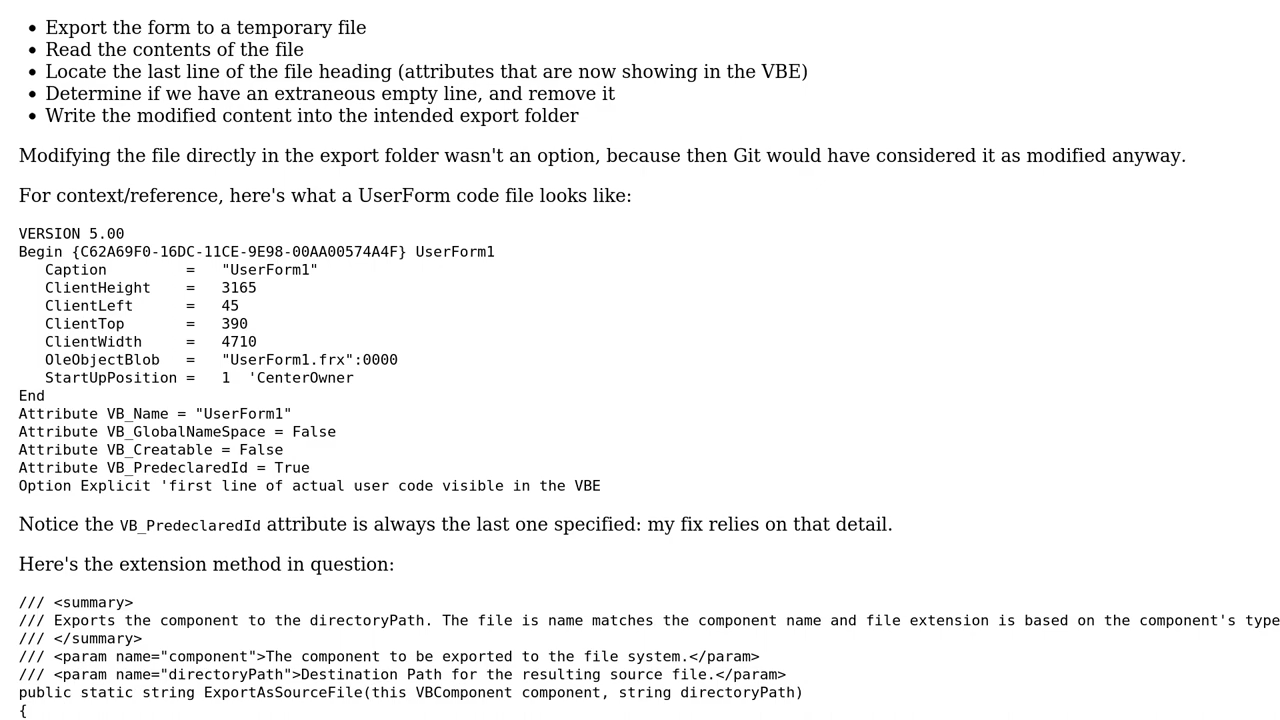 • Export the form to a temporary file
• Read the contents of the file
• Locate the last line of the file heading (attributes that are now showing in the VBE)
• Determine if we have an extraneous empty line, and remove it
• Write the modified content into the intended export folder
Modifying the file directly in the export folder wasn't an option, because then Git would have considered it as modified anyway.
For context/reference, here's what a UserForm code file looks like:
VERSION 5.00
Begin {C62A69F0-16DC-11CE-9E98-00AA00574A4F} UserForm1
   Caption         =   "UserForm1"
   ClientHeight    =   3165
   ClientLeft      =   45
   ClientTop       =   390
   ClientWidth     =   4710
   OleObjectBlob   =   "UserForm1.frx":0000
   StartUpPosition =   1  'CenterOwner
End
Attribute VB_Name = "UserForm1"
Attribute VB_GlobalNameSpace = False
Attribute VB_Creatable = False
Attribute VB_PredeclaredId = True
Option Explicit 'first line of actual user code visible in the VBE
Notice the VB_PredeclaredId attribute is always the last one specified: my fix relies on that detail.
Here's the extension method in question:
/// <summary>
/// Exports the component to the directoryPath. The file is name matches the component name and file extension is based on the component's type
/// </summary>
/// <param name="component">The component to be exported to the file system.</param>
/// <param name="directoryPath">Destination Path for the resulting source file.</param>
public static string ExportAsSourceFile(this VBComponent component, string directoryPath)
{